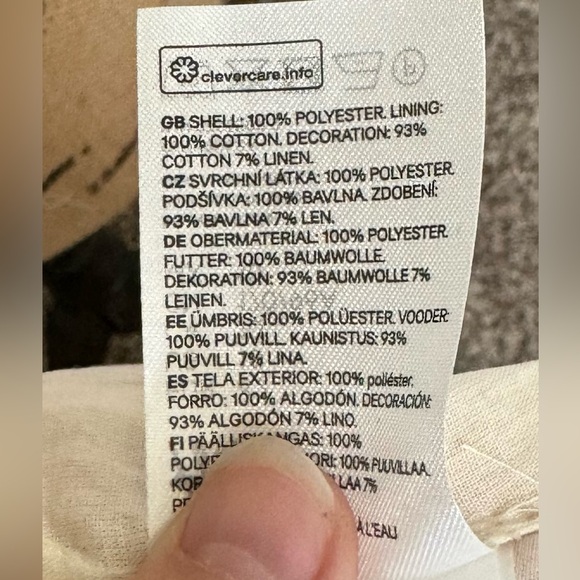 clevercare.info
GB SHELL: 100% POLYESTER. LINING:
100% COTTON. DECORATION: 93%
COTTON 7% LINEN.
CZ SVRCHNÍ LÁTKA: 100% POLYESTER.
PODŠÍVKA: 100% BAVLNA. ZDOBENÍ:
93% BAVLNA 7% LEN.
DE OBERMATERIAL: 100% POLYESTER.
FUTTER: 100% BAUMWOLLE.
DEKORATION: 93% BAUMWOLLE 7%
LEINEN.
EE ÜMBRIS: 100% POLÜESTER. VOODER:
100% PUUVILL. KAUNISTUS: 93%
PUUVILL 7% LINA.
ES TELA EXTERIOR: 100% poliéster.
FORRO: 100% ALGODÓN. DECORACIÓN:
93% ALGODÓN 7% LINO.
FI 100%
100% PUUVILLAA.
7%
À L'EAU